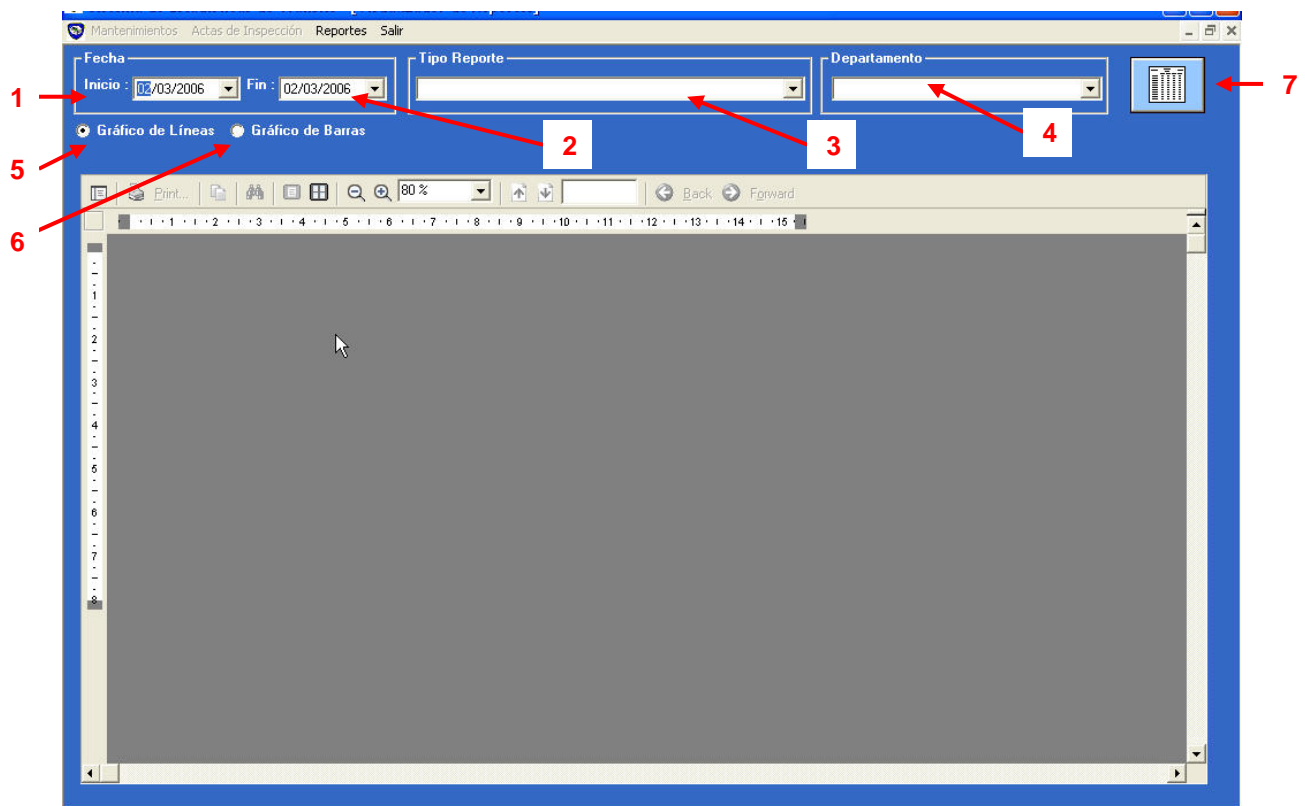 Mantenimientos Actas de Inspección Reportes Salir
Fecha Tipo Reporte Departamento
Inicio : 02/03/2006 Fin : 02/03/2006
1 7
Gráfico de Líneas Gráfico de Barras
2 3 4
5
Print... 80 % Back Forward
6
1 2 3 4 5 6 7 8 9 10 11 12 13 14 15
1
2
3
4
5
6
7
8